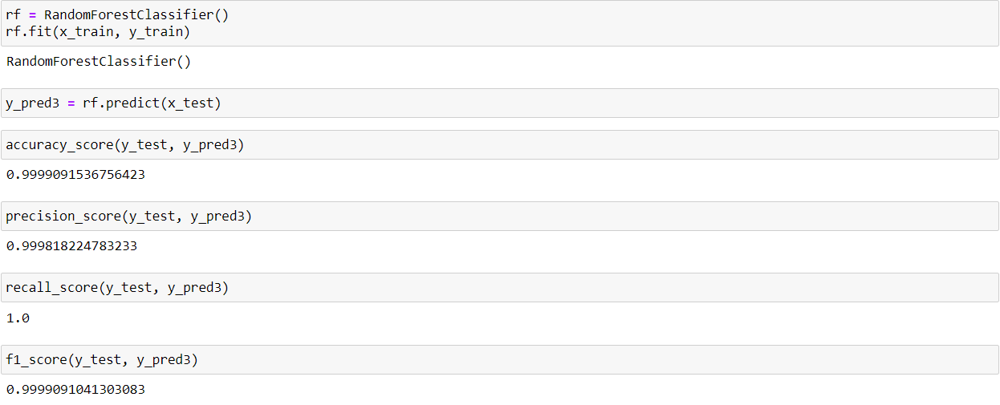 rf = RandomForestClassifier()
rf.fit(x_train, y_train)
RandomForestClassifier()
y_pred3 = rf.predict(x_test)
accuracy_score(y_test, y_pred3)
0.9999091536756423
precision_score(y_test, y_pred3)
0.999818224783233
recall_score(y_test, y_pred3)
1.0
f1_score(y_test, y_pred3)
0.9999091041303083